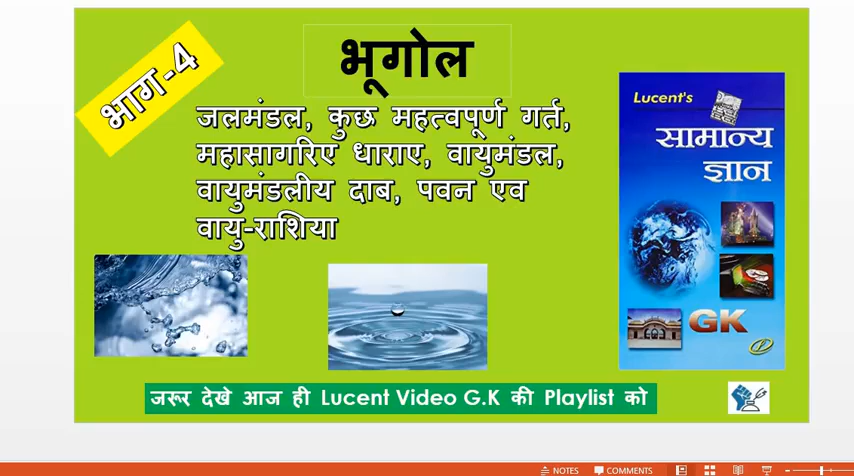 भाग-4
भूगोल
जलमंडल, कुछ महत्वपूर्ण गर्त,
महासागरिए धाराए, वायुमंडल,
वायुमंडलीय दाब, पवन एव
वायु-राशिया
Lucent's
सामान्य
ज्ञान
GK
जरूर देखे आज ही Lucent Video G.K की Playlist को
NOTES
COMMENTS